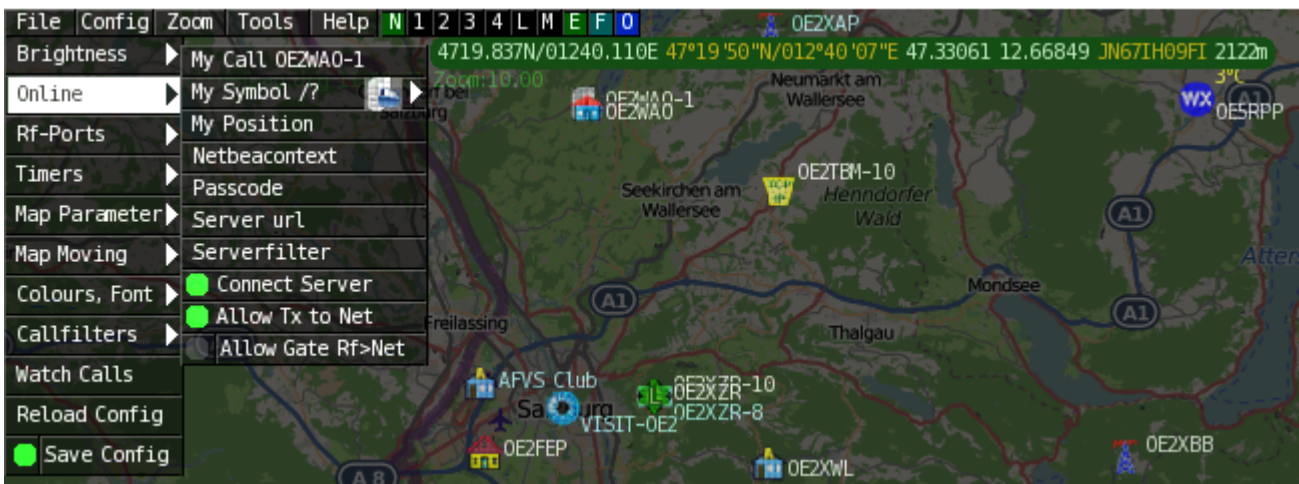 File Config Zoom Tools Help N 1 2 3 4 L M E F O
OE2XAP
4719.837N/01240.110E 47°19'50"N/012°40'07"E 47.33061 12.66849 JN67IH09FI 2122m
Zoom:10.00
Brightness
Online
Rf-Ports
Timers
Map Parameter
Map Moving
Colours, Font
Callfilters
Watch Calls
Reload Config
Save Config
My Call OE2WAO-1
My Symbol /?
My Position
Netbeacontext
Passcode
Server url
Serverfilter
Connect Server
Allow Tx to Net
Allow Gate Rf>Net
Neumarkt am
Wallersee
3°C
WX
A1
OE5RPP
OE2WAO-1
OE2WAO
OE2TBM-10
Seekirchen am
Wallersee
Henndorfer
Wald
A1
A1
Mondsee
A1
Freilassing
Thalgau
AFVS Club
OE2XZR-10
OE2XZR
OE2XZR-8
L
VISIT-OE2
OE2FEP
OE2XWL
OE2XBB
A 8